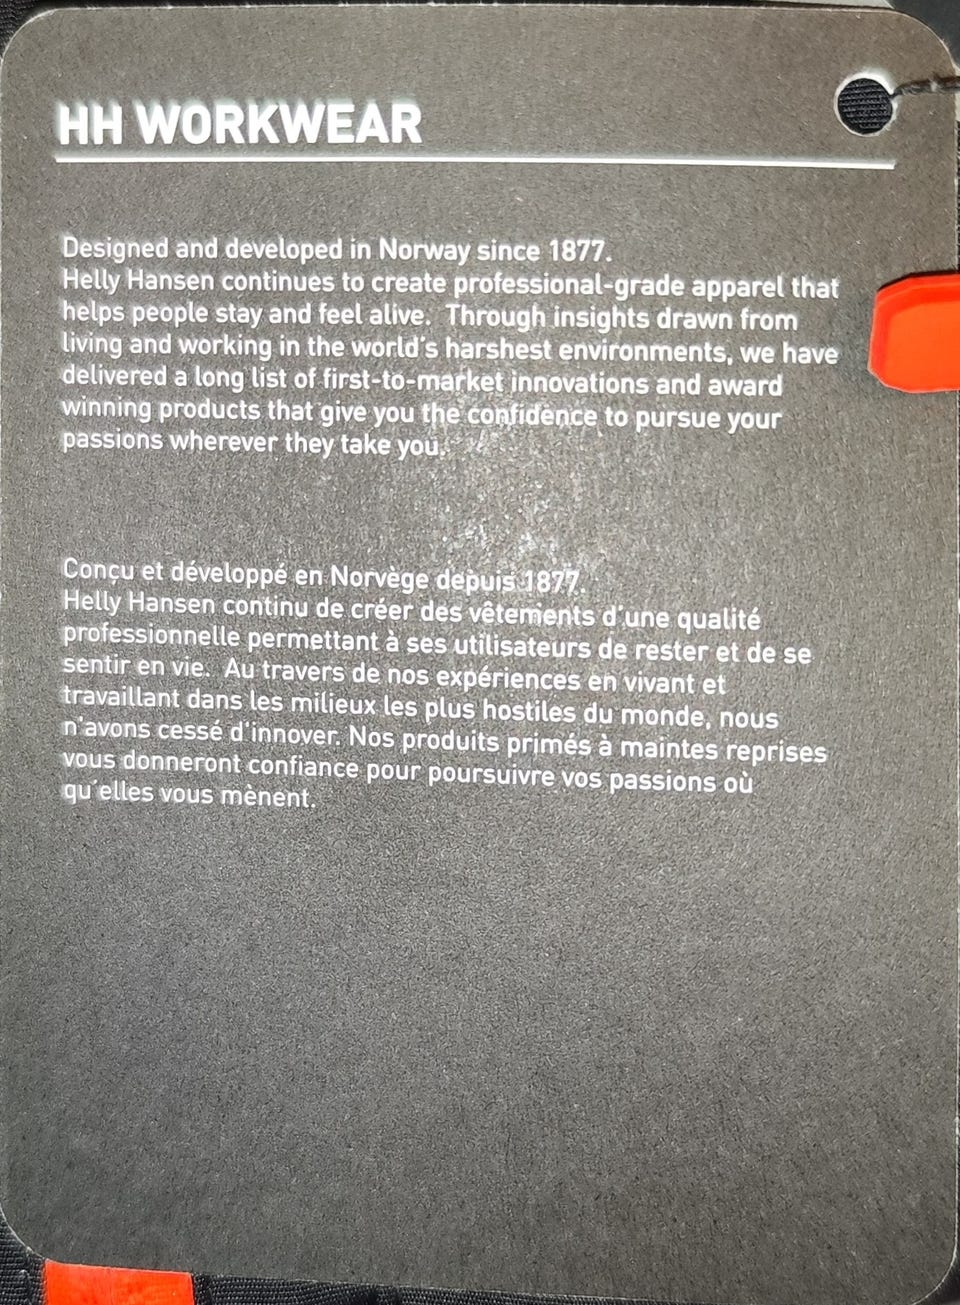 HH WORKWEAR
Designed and developed in Norway since 1877.
Helly Hansen continues to create professional-grade apparel that
helps people stay and feel alive.  Through insights drawn from
living and working in the world's harshest environments, we have
delivered a long list of first-to-market innovations and award
winning products that give you the confidence to pursue your
passions wherever they take you.
Conçu et développé en Norvège depuis 1877.
Helly Hansen continu de créer des vêtements d'une qualité
professionnelle permettant à ses utilisateurs de rester et de se
sentir en vie.  Au travers de nos expériences en vivant et
travaillant dans les milieux les plus hostiles du monde, nous
n'avons cessé d'innover. Nos produits primés à maintes reprises
vous donneront confiance pour poursuivre vos passions où
qu'elles vous mènent.